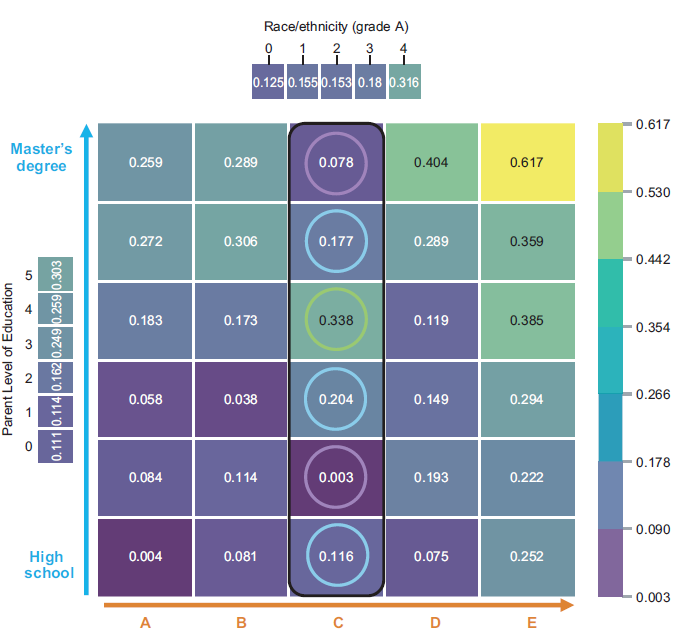 Race/ethnicity (grade A)
0 1 2 3 4
0.125 0.155 0.153 0.18 0.316
Master's
degree
0.259 0.289 0.078 0.404 0.617
0.272 0.306 0.177 0.289 0.359
0.183 0.173 0.338 0.119 0.385
0.058 0.038 0.204 0.149 0.294
0.084 0.114 0.003 0.193 0.222
0.004 0.081 0.116 0.075 0.252
High
school
A B C D E
Parent Level of Education
5 0.303
4 0.259
3 0.249
2 0.162
1 0.114
0 0.111
0.617
0.530
0.442
0.354
0.266
0.178
0.090
0.003